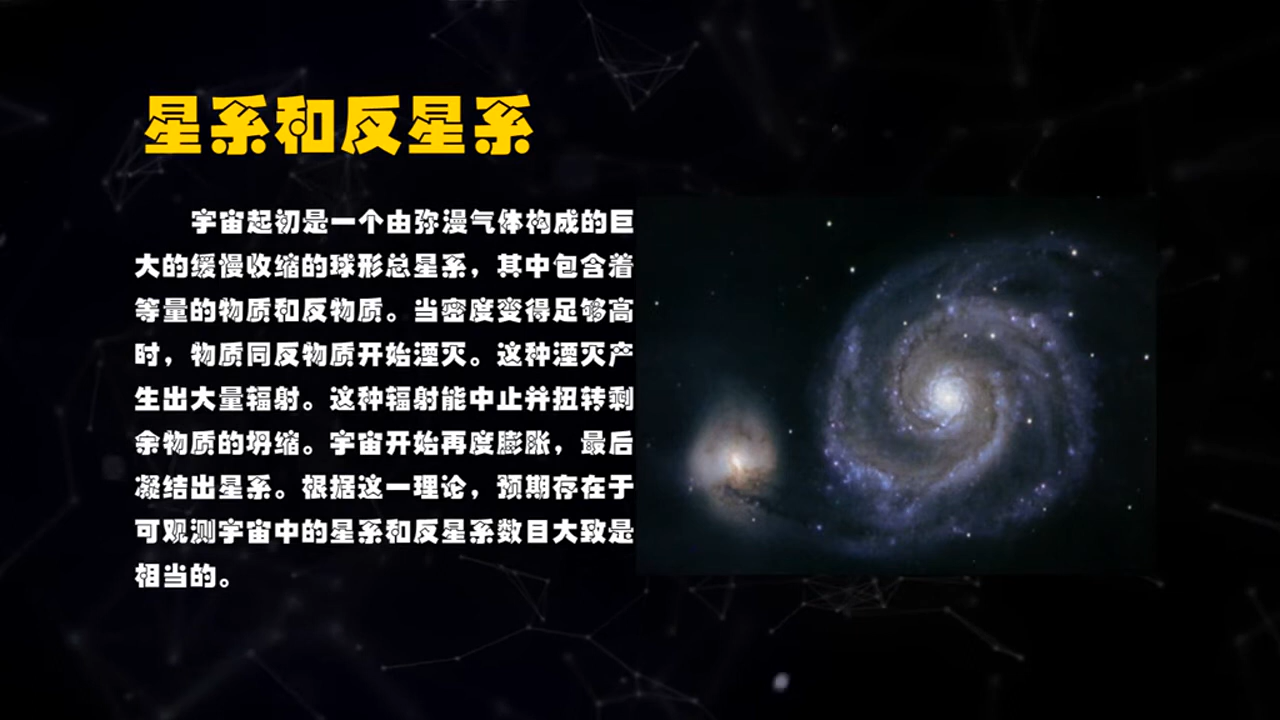 星系和反星系
宇宙起初是一个由弥漫气体构成的巨
大的缓慢收缩的球形总星系，其中包含着
等量的物质和反物质。当密度变得足够高
时，物质同反物质开始湮灭。这种湮灭产
生出大量辐射。这种辐射能中止并扭转剩
余物质的坍缩。宇宙开始再度膨胀，最后
凝结出星系。根据这一理论，预期存在于
可观测宇宙中的星系和反星系数目大致是
相当的。